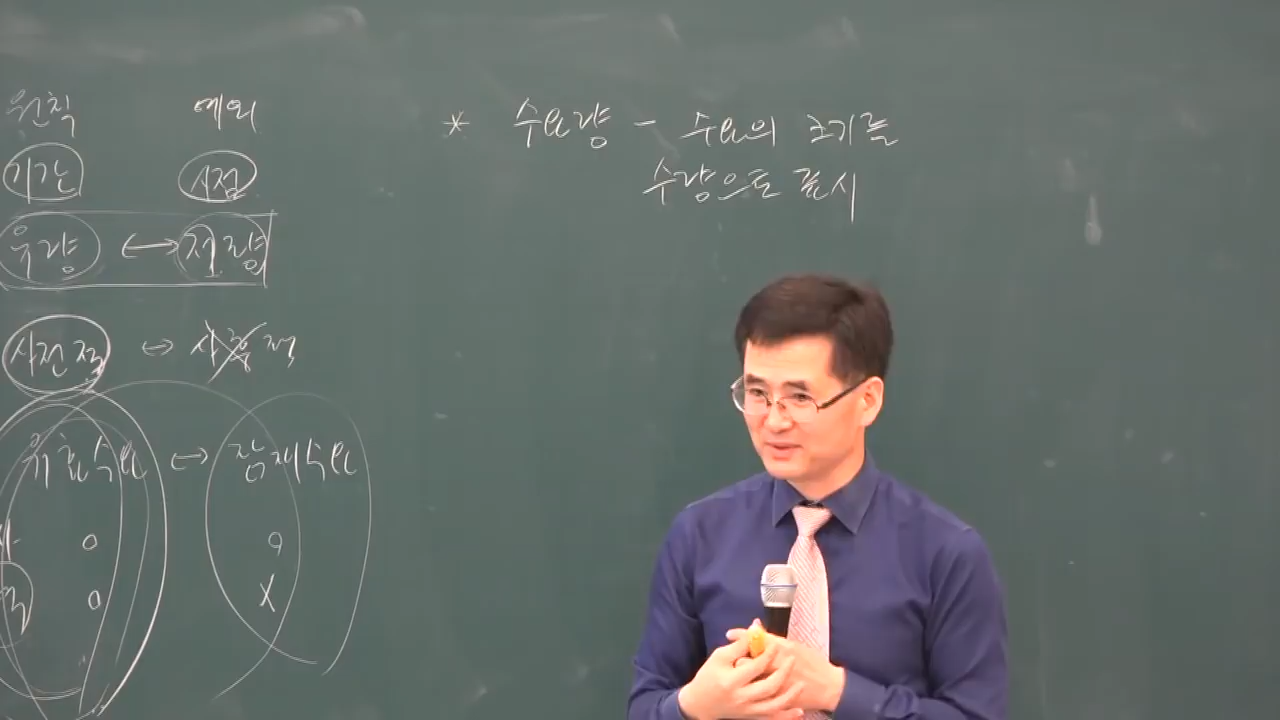 원칙 예외
기간 시점
유량 ↔ 저량
사전적 ↔ 사후적
유효수요 ↔ 잠재수요
o o
o X
* 수요량 - 수요의 크기를
수량으로 표시